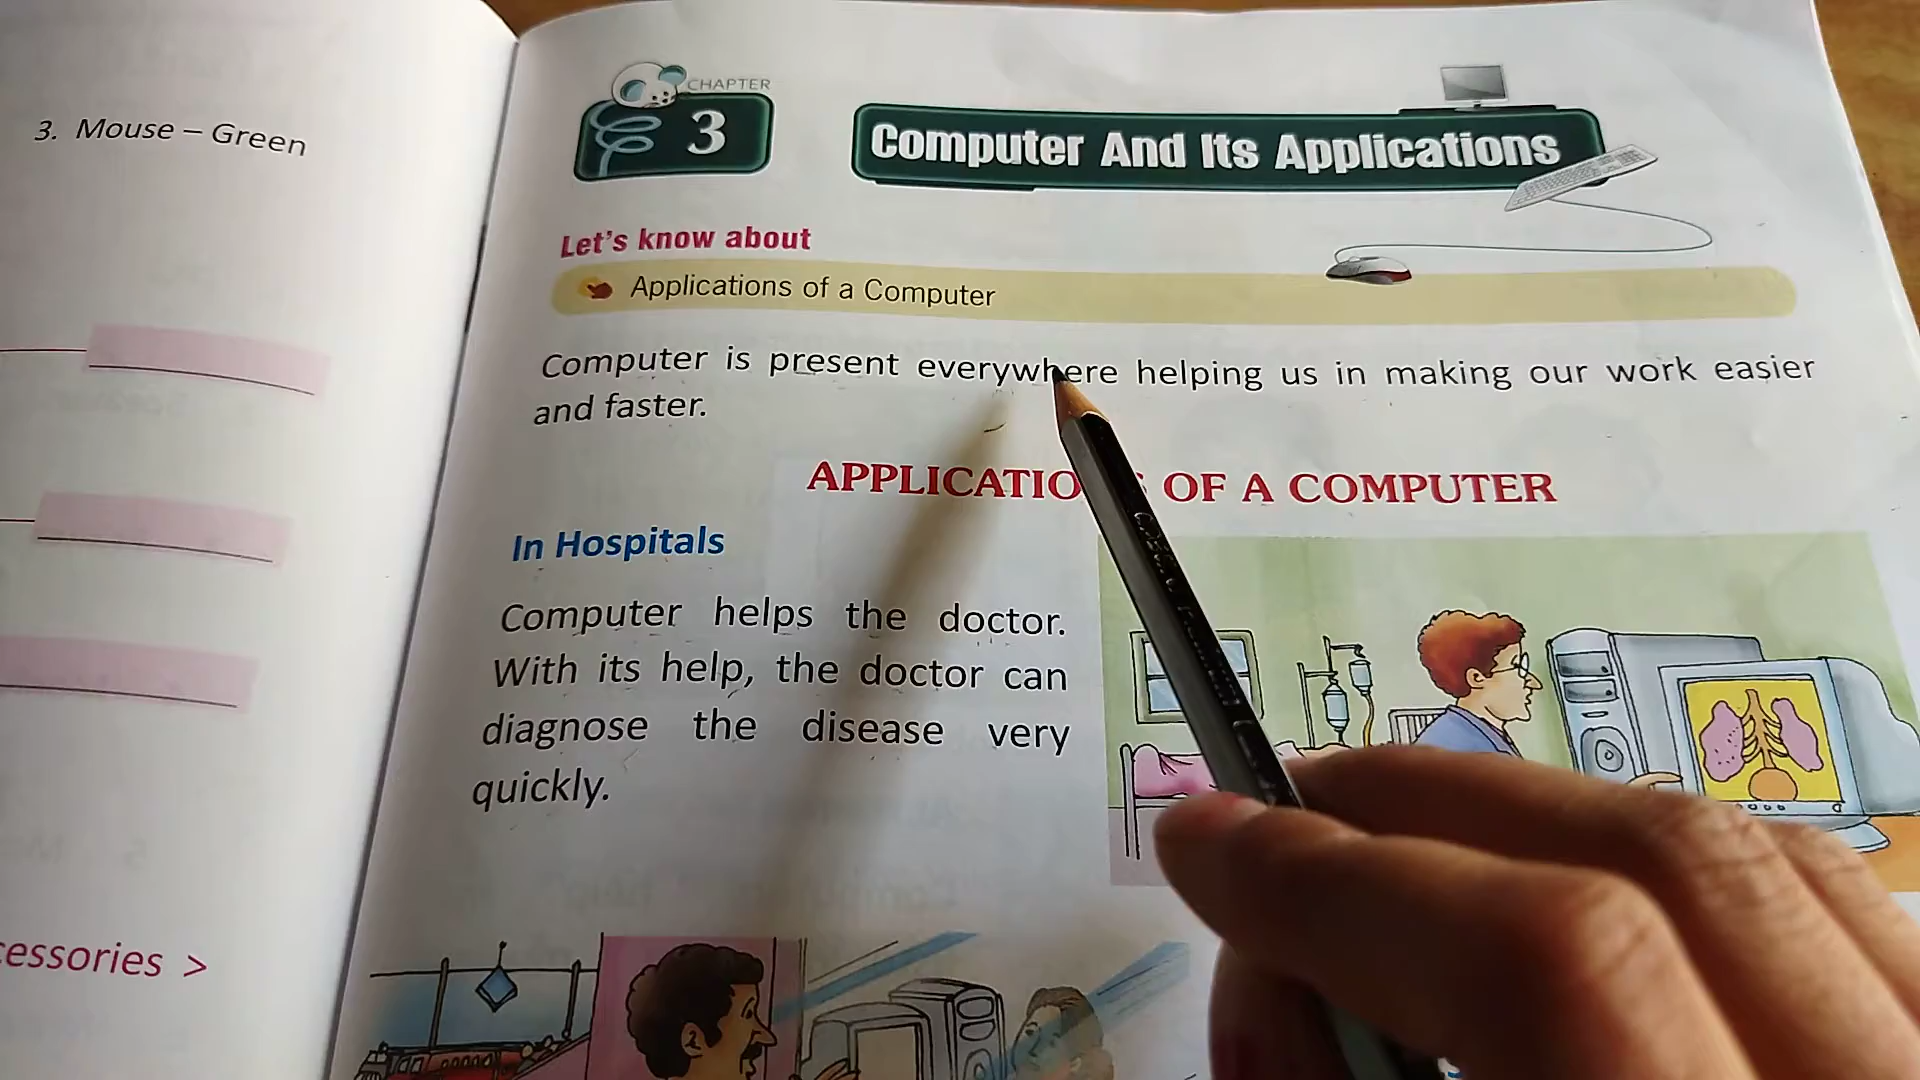 3. Mouse – Green
essories >
CHAPTER
3
Computer And Its Applications
Let's know about
Applications of a Computer
Computer is present everywhere helping us in making our work easier
and faster.
APPLICATIONS OF A COMPUTER
In Hospitals
Computer helps the doctor.
With its help, the doctor can
diagnose the disease very
quickly.